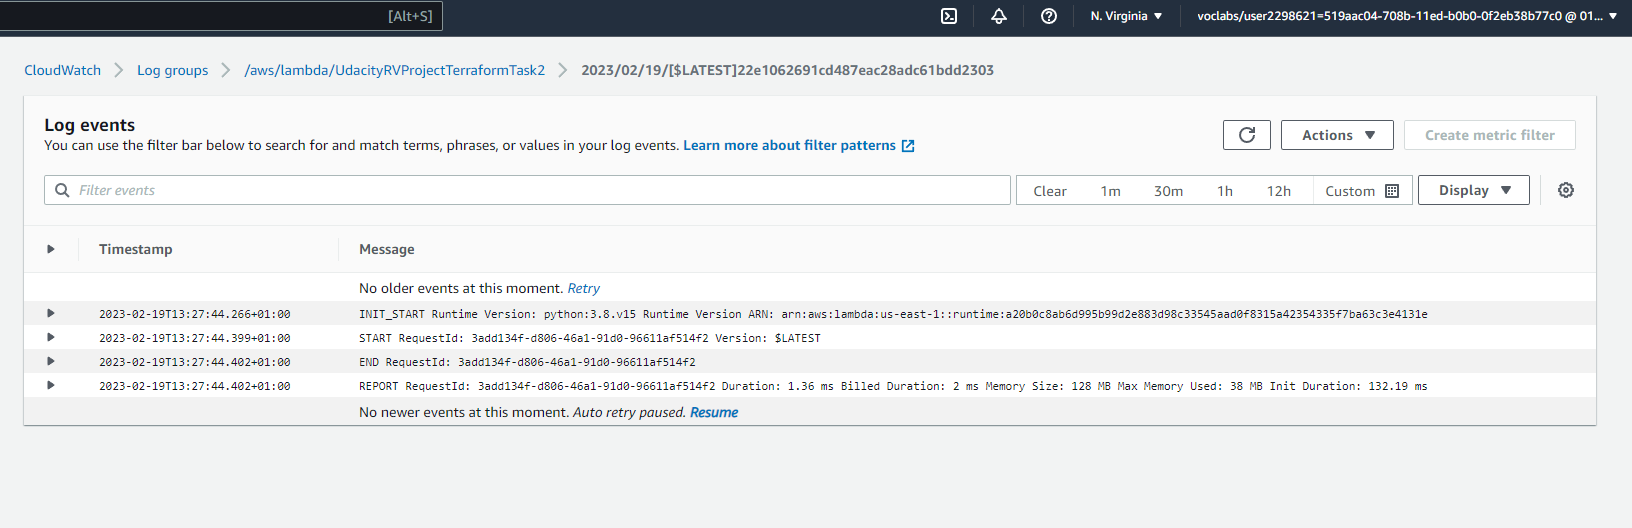 [Alt+S] N. Virginia voclabs/user2298621=519aac04-708b-11ed-b0b0-0f2eb38b77c0 @ 01...
CloudWatch Log groups /aws/lambda/UdacityRVProjectTerraformTask2 2023/02/19/[$LATEST]22e1062691cd487eac28adc61bdd2303
Log events
You can use the filter bar below to search for and match terms, phrases, or values in your log events. Learn more about filter patterns
Actions Create metric filter
Filter events Clear 1m 30m 1h 12h Custom Display
Timestamp Message
No older events at this moment. Retry
2023-02-19T13:27:44.266+01:00 INIT_START Runtime Version: python:3.8.v15 Runtime Version ARN: arn:aws:lambda:us-east-1::runtime:a20b0c8ab6d995b99d2e883d98c33545aad0f8315a42354335f7ba63c3e4131e
2023-02-19T13:27:44.399+01:00 START RequestId: 3add134f-d806-46a1-91d0-96611af514f2 Version: $LATEST
2023-02-19T13:27:44.402+01:00 END RequestId: 3add134f-d806-46a1-91d0-96611af514f2
2023-02-19T13:27:44.402+01:00 REPORT RequestId: 3add134f-d806-46a1-91d0-96611af514f2 Duration: 1.36 ms Billed Duration: 2 ms Memory Size: 128 MB Max Memory Used: 38 MB Init Duration: 132.19 ms
No newer events at this moment. Auto retry paused. Resume